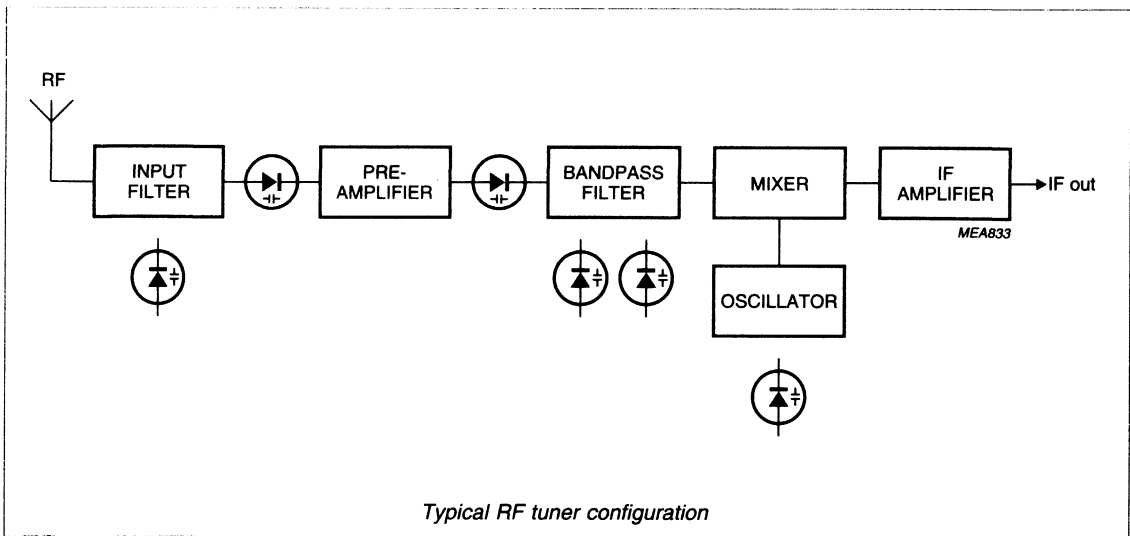 RF
INPUT
FILTER
PRE-
AMPLIFIER
BANDPASS
FILTER
MIXER
IF
AMPLIFIER
IF out
MEA833
OSCILLATOR
Typical RF tuner configuration